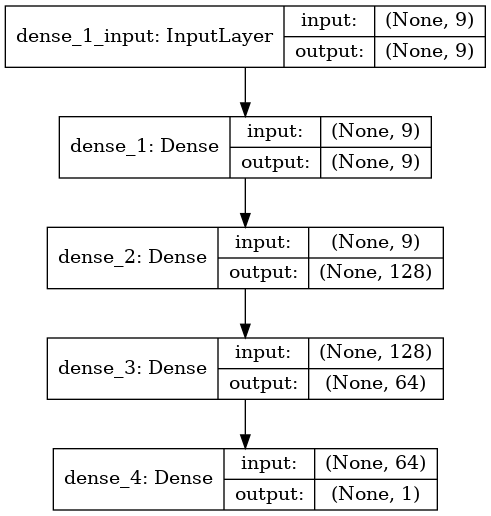 dense_1_input: InputLayer
input: (None, 9)
output: (None, 9)
dense_1: Dense
input: (None, 9)
output: (None, 9)
dense_2: Dense
input: (None, 9)
output: (None, 128)
dense_3: Dense
input: (None, 128)
output: (None, 64)
dense_4: Dense
input: (None, 64)
output: (None, 1)